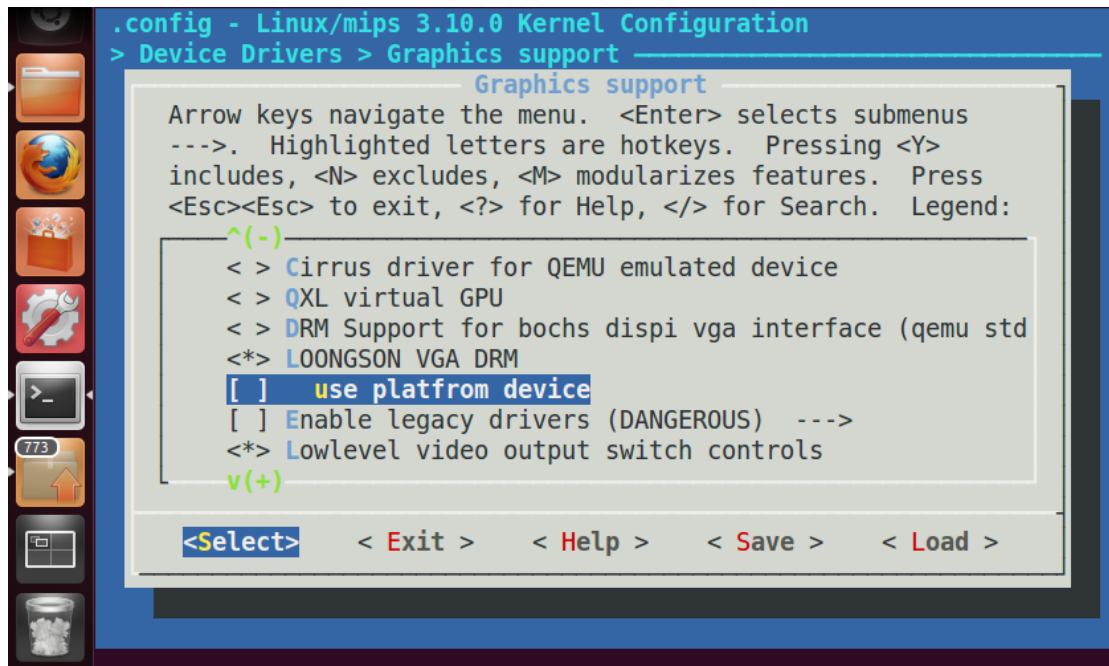 .config - Linux/mips 3.10.0 Kernel Configuration
> Device Drivers > Graphics support
Graphics support
Arrow keys navigate the menu.  <Enter> selects submenus
--->.  Highlighted letters are hotkeys.  Pressing <Y>
includes, <N> excludes, <M> modularizes features.  Press
<Esc><Esc> to exit, <?> for Help, </> for Search.  Legend:
^(-)
< > Cirrus driver for QEMU emulated device
< > QXL virtual GPU
< > DRM Support for bochs dispi vga interface (qemu std
<*> LOONGSON VGA DRM
[ ]   use platfrom device
[ ] Enable legacy drivers (DANGEROUS)  --->
<*> Lowlevel video output switch controls
v(+)
<Select>    < Exit >    < Help >    < Save >    < Load >
>_
773